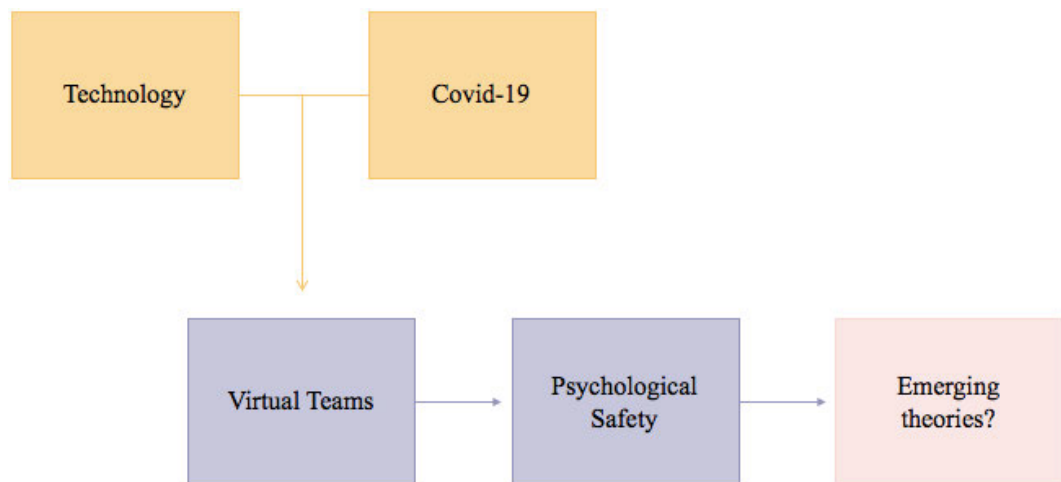 Technology
Covid-19
Virtual Teams
Psychological
Safety
Emerging
theories?